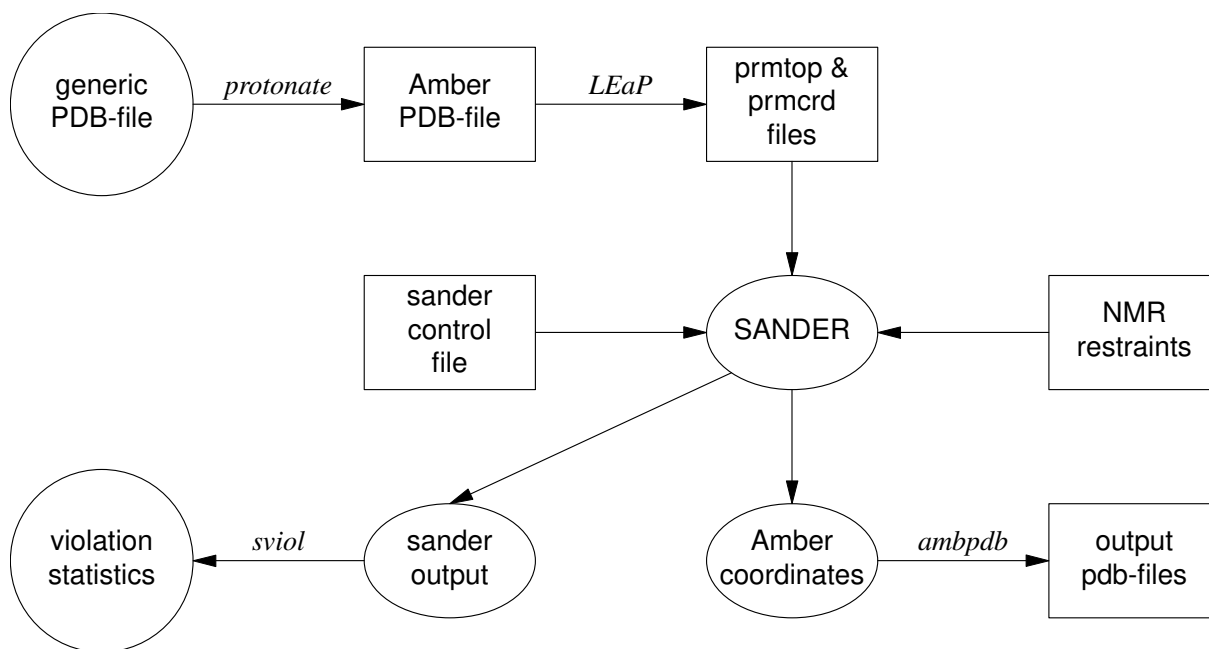 generic
PDB-file
protonate
Amber
PDB-file
LEaP
prmtop &
prmcrd
files
sander
control
file
SANDER
NMR
restraints
violation
statistics
sviol
sander
output
Amber
coordinates
ambpdb
output
pdb-files